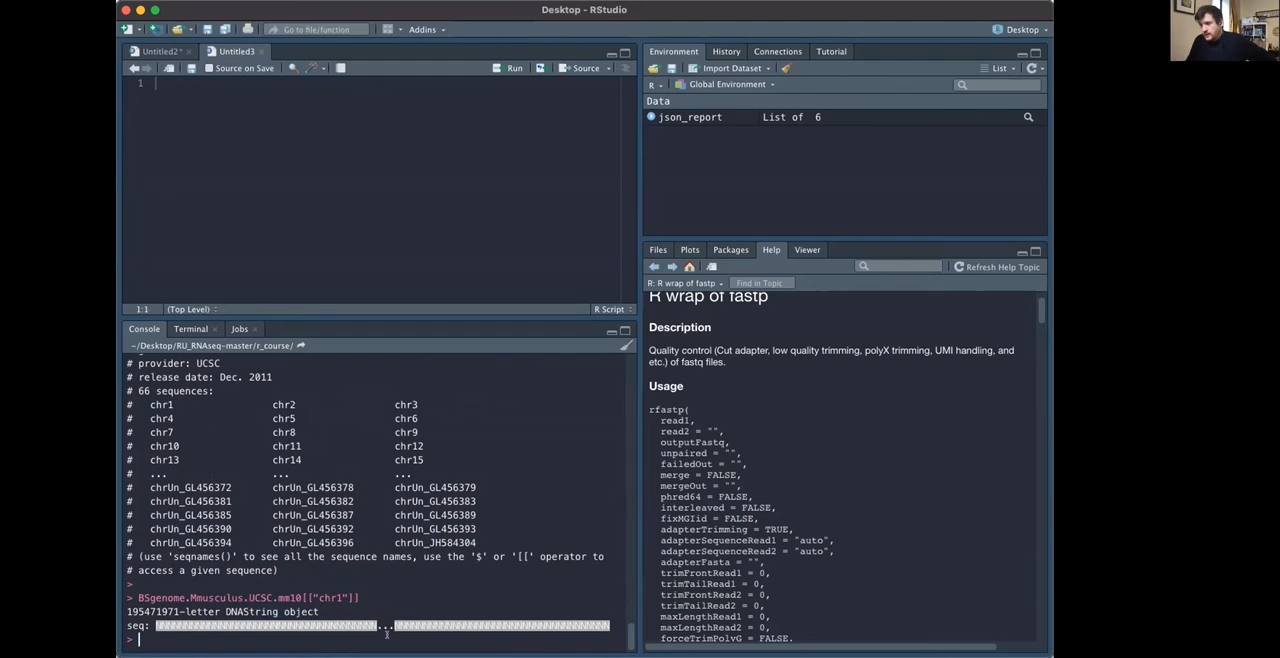 Desktop - RStudio
Go to file/function
Addins
Desktop
Untitled2*
Untitled3
Source on Save
Run
Source
1
1:1
(Top Level)
R Script
Console
Terminal
Jobs
~/Desktop/RU_RNAseq-master/r_course/
# provider: UCSC
# release date: Dec. 2011
# 66 sequences:
# chr1 chr2 chr3
# chr4 chr5 chr6
# chr7 chr8 chr9
# chr10 chr11 chr12
# chr13 chr14 chr15
# ... ... ...
# chrUn_GL456372 chrUn_GL456378 chrUn_GL456379
# chrUn_GL456381 chrUn_GL456382 chrUn_GL456383
# chrUn_GL456385 chrUn_GL456387 chrUn_GL456389
# chrUn_GL456390 chrUn_GL456392 chrUn_GL456393
# chrUn_GL456394 chrUn_GL456396 chrUn_JH584304
# (use 'seqnames()' to see all the sequence names, use the '$' or '[[' operator to
# access a given sequence)
>
> BSgenome.Mmusculus.UCSC.mm10[["chr1"]]
195471971-letter DNAString object
seq: ...
>
Environment
History
Connections
Tutorial
Import Dataset
List
R
Global Environment
Data
json_report List of 6
Files
Plots
Packages
Help
Viewer
Refresh Help Topic
R: R wrap of fastp
Find in Topic
R wrap of fastp
Description
Quality control (Cut adapter, low quality trimming, polyX trimming, UMI handling, and
etc.) of fastq files.
Usage
rfastp(
read1,
read2 = "",
outputFastq,
unpaired = "",
failedOut = "",
merge = FALSE,
mergeOut = "",
phred64 = FALSE,
interleaved = FALSE,
fixMGIid = FALSE,
adapterTrimming = TRUE,
adapterSequenceRead1 = "auto",
adapterSequenceRead2 = "auto",
adapterFasta = "",
trimFrontRead1 = 0,
trimTailRead1 = 0,
trimFrontRead2 = 0,
trimTailRead2 = 0,
maxLengthRead1 = 0,
maxLengthRead2 = 0,
forceTrimPolyG = FALSE,